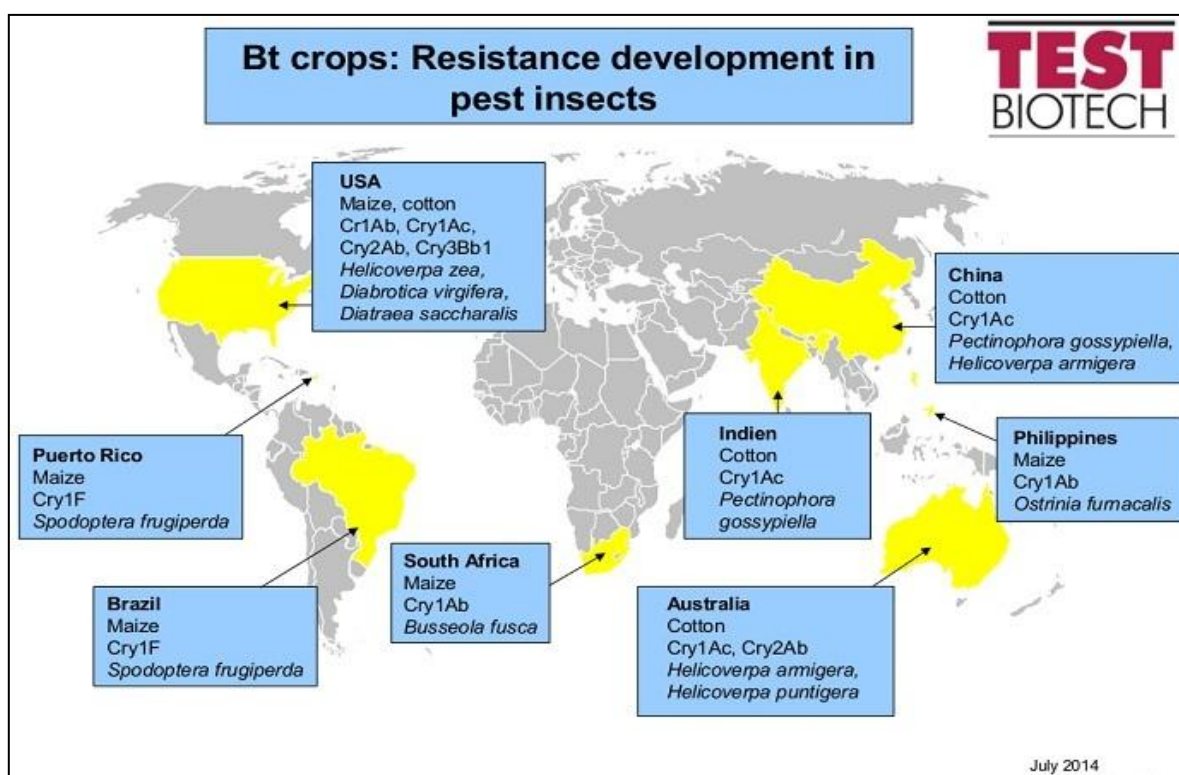 Bt crops: Resistance development in
pest insects
TEST
BIOTECH
USA
Maize, cotton
Cr1Ab, Cry1Ac,
Cry2Ab, Cry3Bb1
Helicoverpa zea,
Diabrotica virgifera,
Diatraea saccharalis
China
Cotton
Cry1Ac
Pectinophora gossypiella,
Helicoverpa armigera
Puerto Rico
Maize
Cry1F
Spodoptera frugiperda
Indien
Cotton
Cry1Ac
Pectinophora
gossypiella
Philippines
Maize
Cry1Ab
Ostrinia furnacalis
Brazil
Maize
Cry1F
Spodoptera frugiperda
South Africa
Maize
Cry1Ab
Busseola fusca
Australia
Cotton
Cry1Ac, Cry2Ab
Helicoverpa armigera,
Helicoverpa puntigera
July 2014